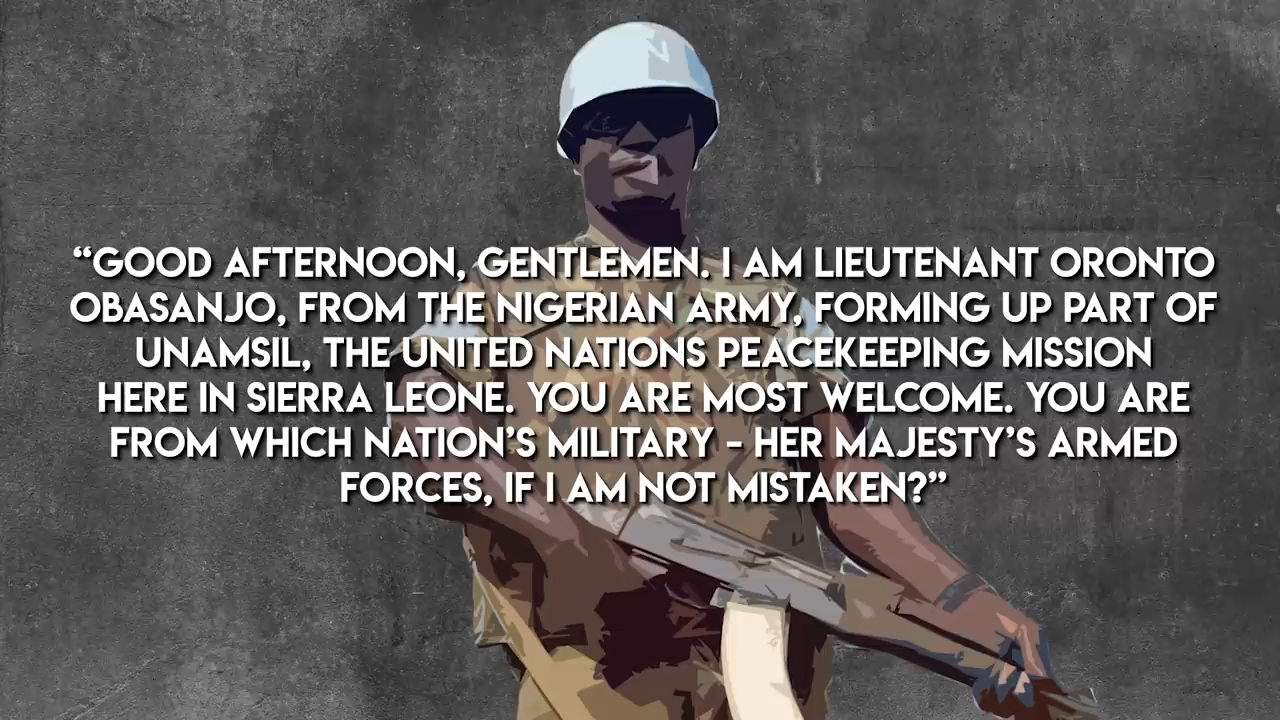 “GOOD AFTERNOON, GENTLEMEN. I AM LIEUTENANT ORONTO
OBASANJO, FROM THE NIGERIAN ARMY, FORMING UP PART OF
UNAMSIL, THE UNITED NATIONS PEACEKEEPING MISSION
HERE IN SIERRA LEONE. YOU ARE MOST WELCOME. YOU ARE
FROM WHICH NATION’S MILITARY - HER MAJESTY’S ARMED
FORCES, IF I AM NOT MISTAKEN?”